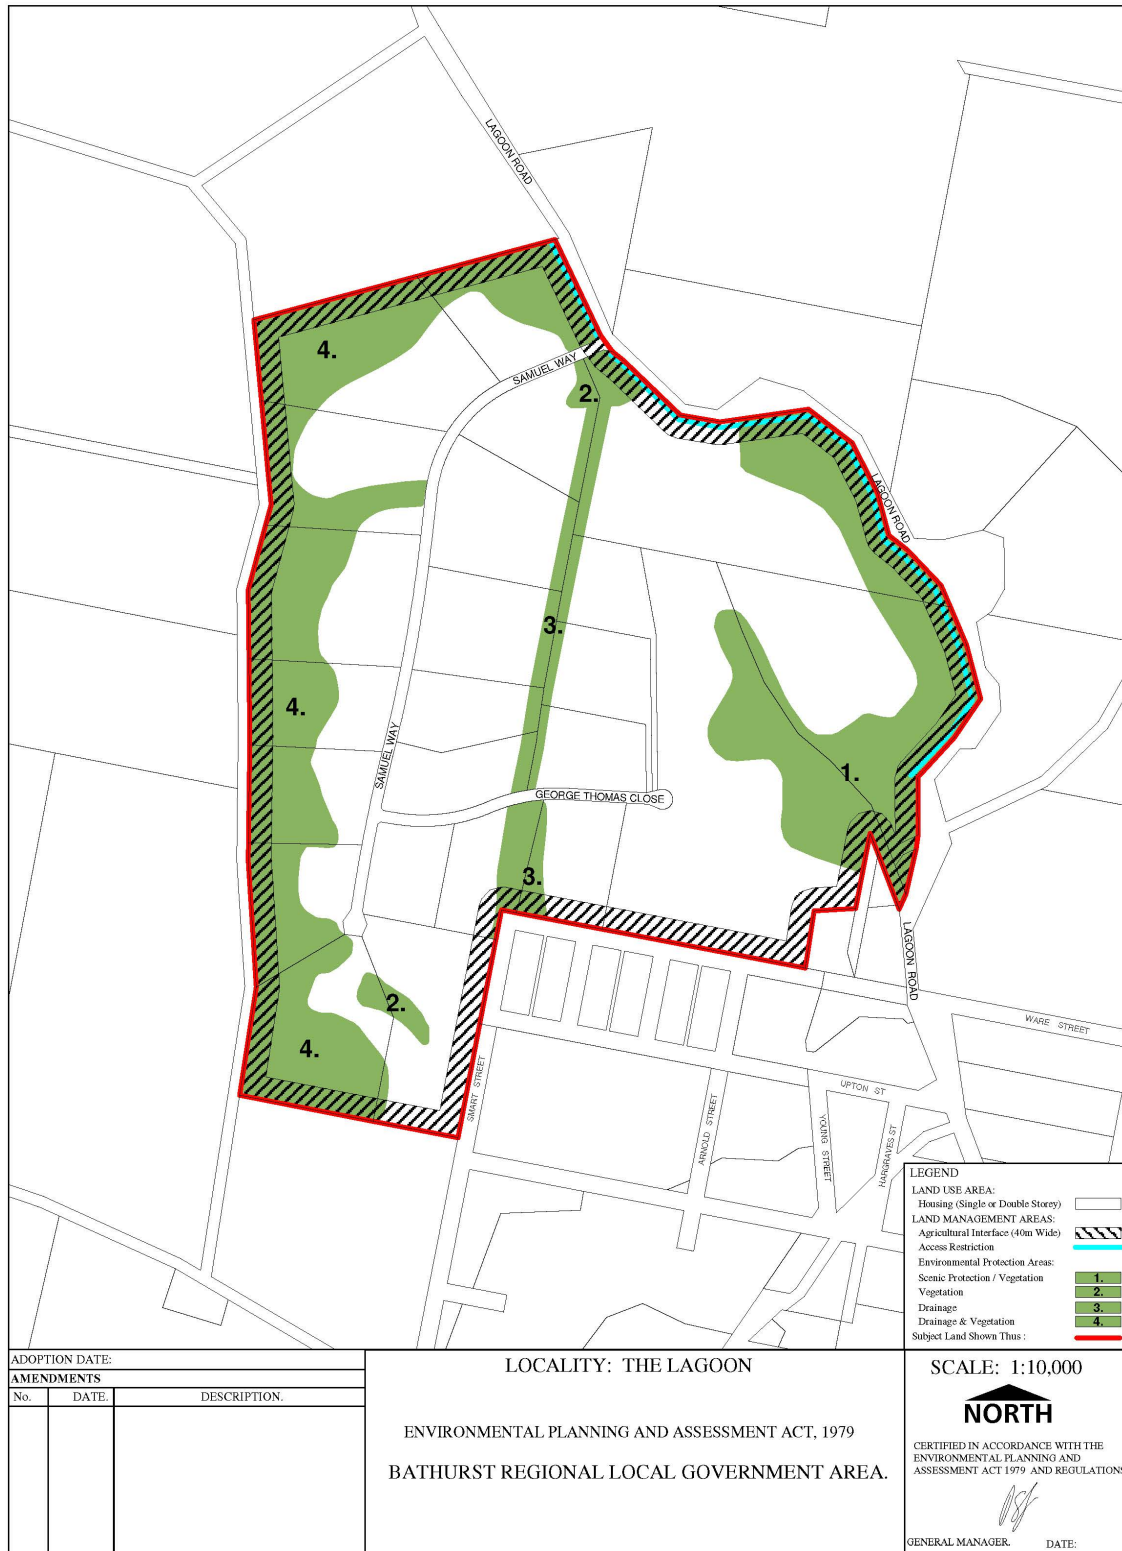 LAGOON ROAD
4.
SAMUEL WAY
2.
LAGOON ROAD
3.
4.
SAMUEL WAY
1.
GEORGE THOMAS CLOSE
3.
LAGOON ROAD
2.
4.
WARE STREET
SMART STREET
UPTON ST
ARNOLD STREET
YOUNG STREET
HARGRAVES ST
LEGEND
LAND USE AREA:
Housing (Single or Double Storey)
LAND MANAGEMENT AREAS:
Agricultural Interface (40m Wide)
Access Restriction
Environmental Protection Areas:
Scenic Protection / Vegetation 1.
Vegetation 2.
Drainage 3.
Drainage & Vegetation 4.
Subject Land Shown Thus :
ADOPTION DATE:
AMENDMENTS
No. DATE. DESCRIPTION.
LOCALITY: THE LAGOON
ENVIRONMENTAL PLANNING AND ASSESSMENT ACT, 1979
BATHURST REGIONAL LOCAL GOVERNMENT AREA.
SCALE: 1:10,000
NORTH
CERTIFIED IN ACCORDANCE WITH THE
ENVIRONMENTAL PLANNING AND
ASSESSMENT ACT 1979 AND REGULATIONS
GENERAL MANAGER. DATE: